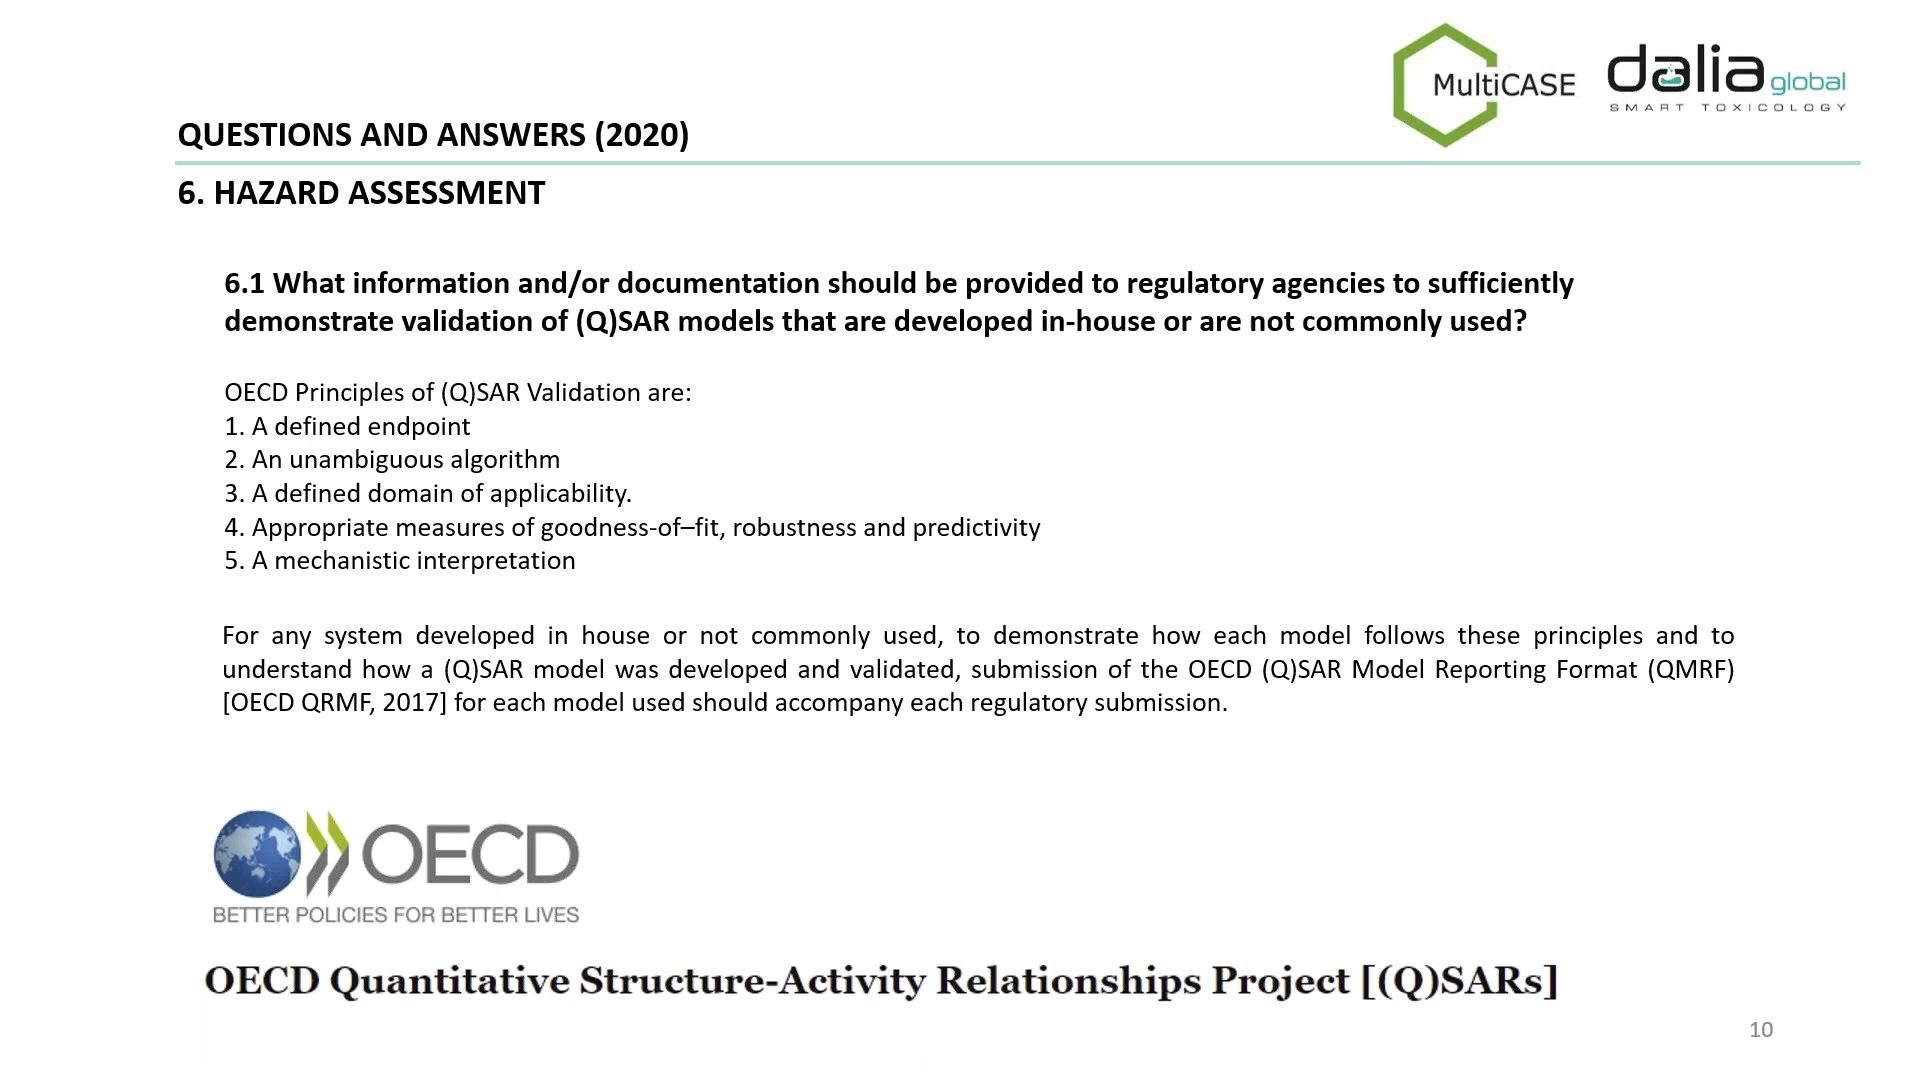 MultiCASE
dalia global
SMART TOXICOLOGY
QUESTIONS AND ANSWERS (2020)
6. HAZARD ASSESSMENT
6.1 What information and/or documentation should be provided to regulatory agencies to sufficiently
demonstrate validation of (Q)SAR models that are developed in-house or are not commonly used?
OECD Principles of (Q)SAR Validation are:
1. A defined endpoint
2. An unambiguous algorithm
3. A defined domain of applicability.
4. Appropriate measures of goodness-of–fit, robustness and predictivity
5. A mechanistic interpretation
For any system developed in house or not commonly used, to demonstrate how each model follows these principles and to
understand how a (Q)SAR model was developed and validated, submission of the OECD (Q)SAR Model Reporting Format (QMRF)
[OECD QRMF, 2017] for each model used should accompany each regulatory submission.
OECD
BETTER POLICIES FOR BETTER LIVES
OECD Quantitative Structure-Activity Relationships Project [(Q)SARs]
10